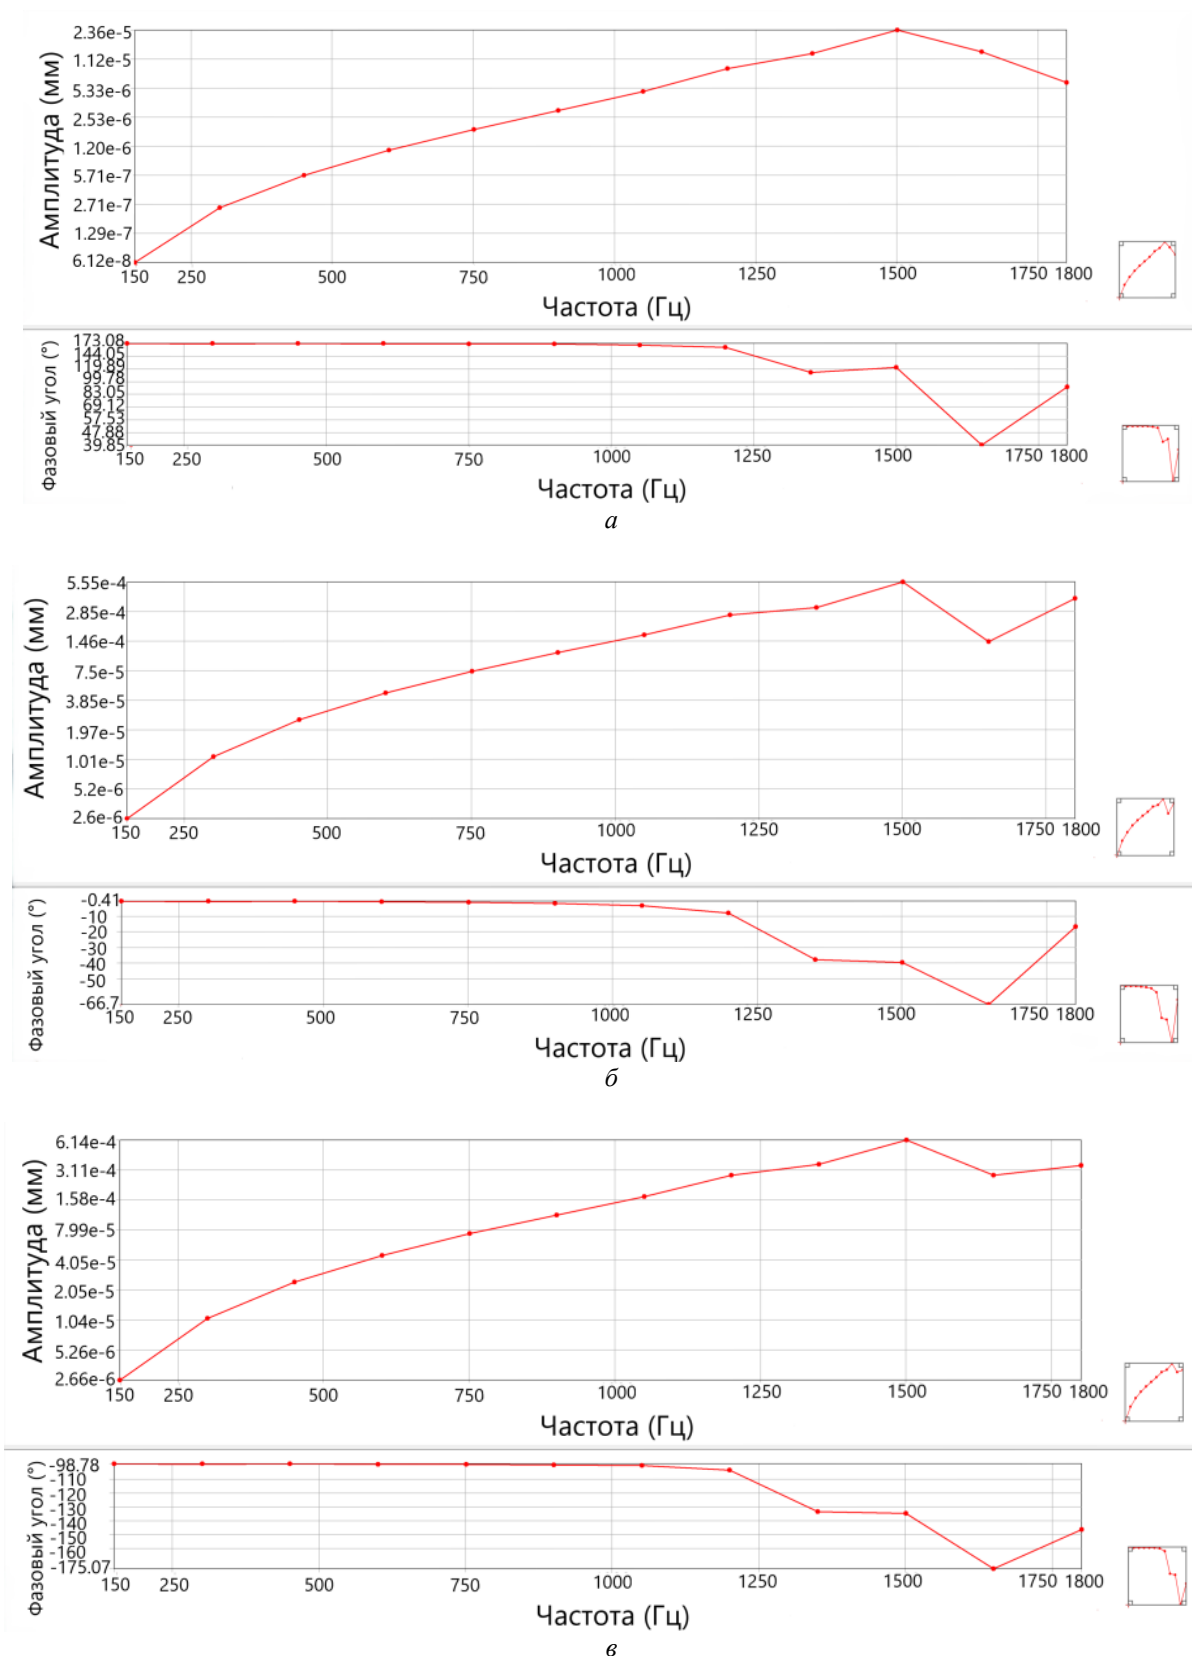 Амплитуда (мм)
2.36e-5
1.12e-5
5.33e-6
2.53e-6
1.20e-6
5.71e-7
2.71e-7
1.29e-7
6.12e-8
150 250 500 750 1000 1250 1500 1750 1800
Частота (Гц)
Фазовый угол (°)
173.08
144.05
119.89
99.78
83.05
69.12
57.53
47.88
39.85
150 250 500 750 1000 1250 1500 1750 1800
Частота (Гц)
а
Амплитуда (мм)
5.55e-4
2.85e-4
1.46e-4
7.5e-5
3.85e-5
1.97e-5
1.01e-5
5.2e-6
2.6e-6
150 250 500 750 1000 1250 1500 1750 1800
Частота (Гц)
Фазовый угол (°)
-0.41
-10
-20
-30
-40
-50
-66.7
150 250 500 750 1000 1250 1500 1750 1800
Частота (Гц)
б
Амплитуда (мм)
6.14e-4
3.11e-4
1.58e-4
7.99e-5
4.05e-5
2.05e-5
1.04e-5
5.26e-6
2.66e-6
150 250 500 750 1000 1250 1500 1750 1800
Частота (Гц)
Фазовый угол (°)
-98.78
-110
-120
-130
-140
-150
-160
-175.07
150 250 500 750 1000 1250 1500 1750 1800
Частота (Гц)
в